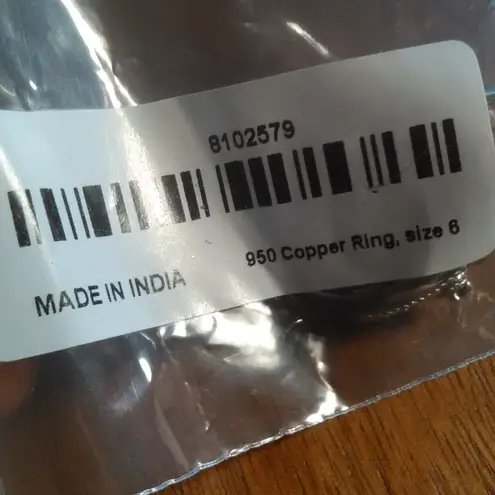 8102579
950 Copper Ring, size 6
MADE IN INDIA